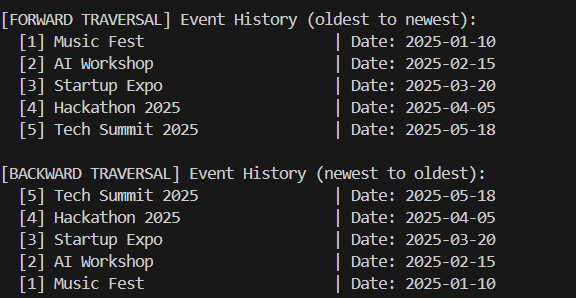 [FORWARD TRAVERSAL] Event History (oldest to newest):
  [1] Music Fest                     | Date: 2025-01-10
  [2] AI Workshop                    | Date: 2025-02-15
  [3] Startup Expo                   | Date: 2025-03-20
  [4] Hackathon 2025                 | Date: 2025-04-05
  [5] Tech Summit 2025               | Date: 2025-05-18

[BACKWARD TRAVERSAL] Event History (newest to oldest):
  [5] Tech Summit 2025               | Date: 2025-05-18
  [4] Hackathon 2025                 | Date: 2025-04-05
  [3] Startup Expo                   | Date: 2025-03-20
  [2] AI Workshop                    | Date: 2025-02-15
  [1] Music Fest                     | Date: 2025-01-10